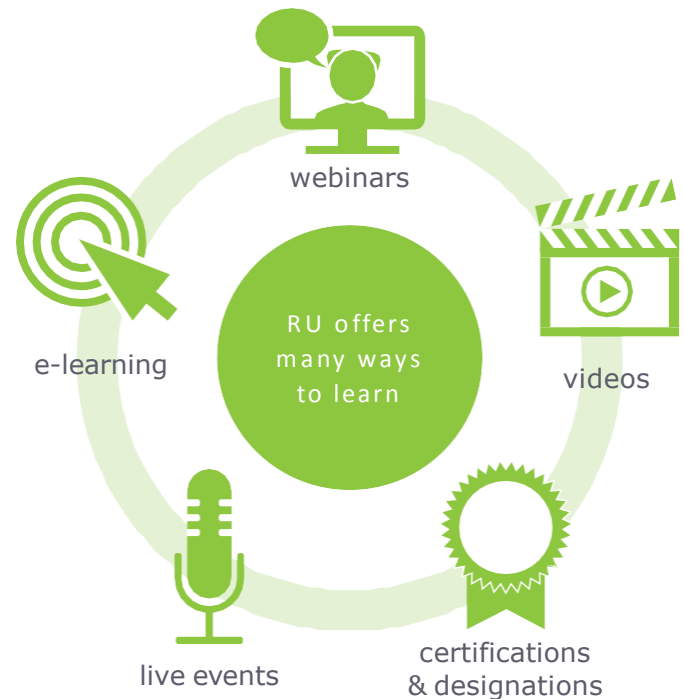 webinars
RU offers
many ways
to learn
e-learning
videos
live events
certifications
& designations